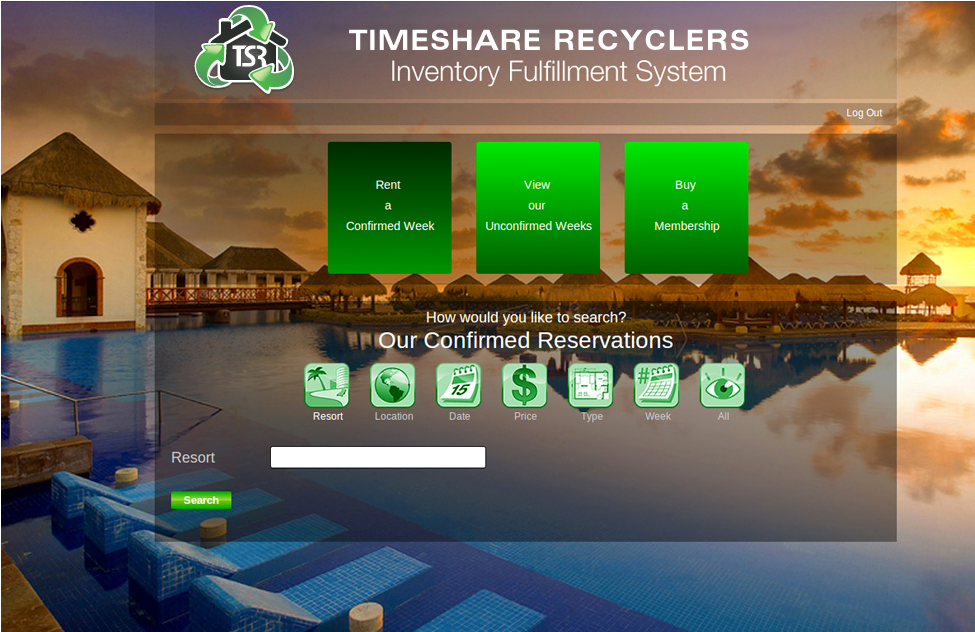 TSR
TIMESHARE RECYCLERS
Inventory Fulfillment System
Log Out
Rent
a
Confirmed Week
View
our
Unconfirmed Weeks
Buy
a
Membership
How would you like to search?
Our Confirmed Reservations
15
$
#
Resort
Location
Date
Price
Type
Week
All
Resort
Search